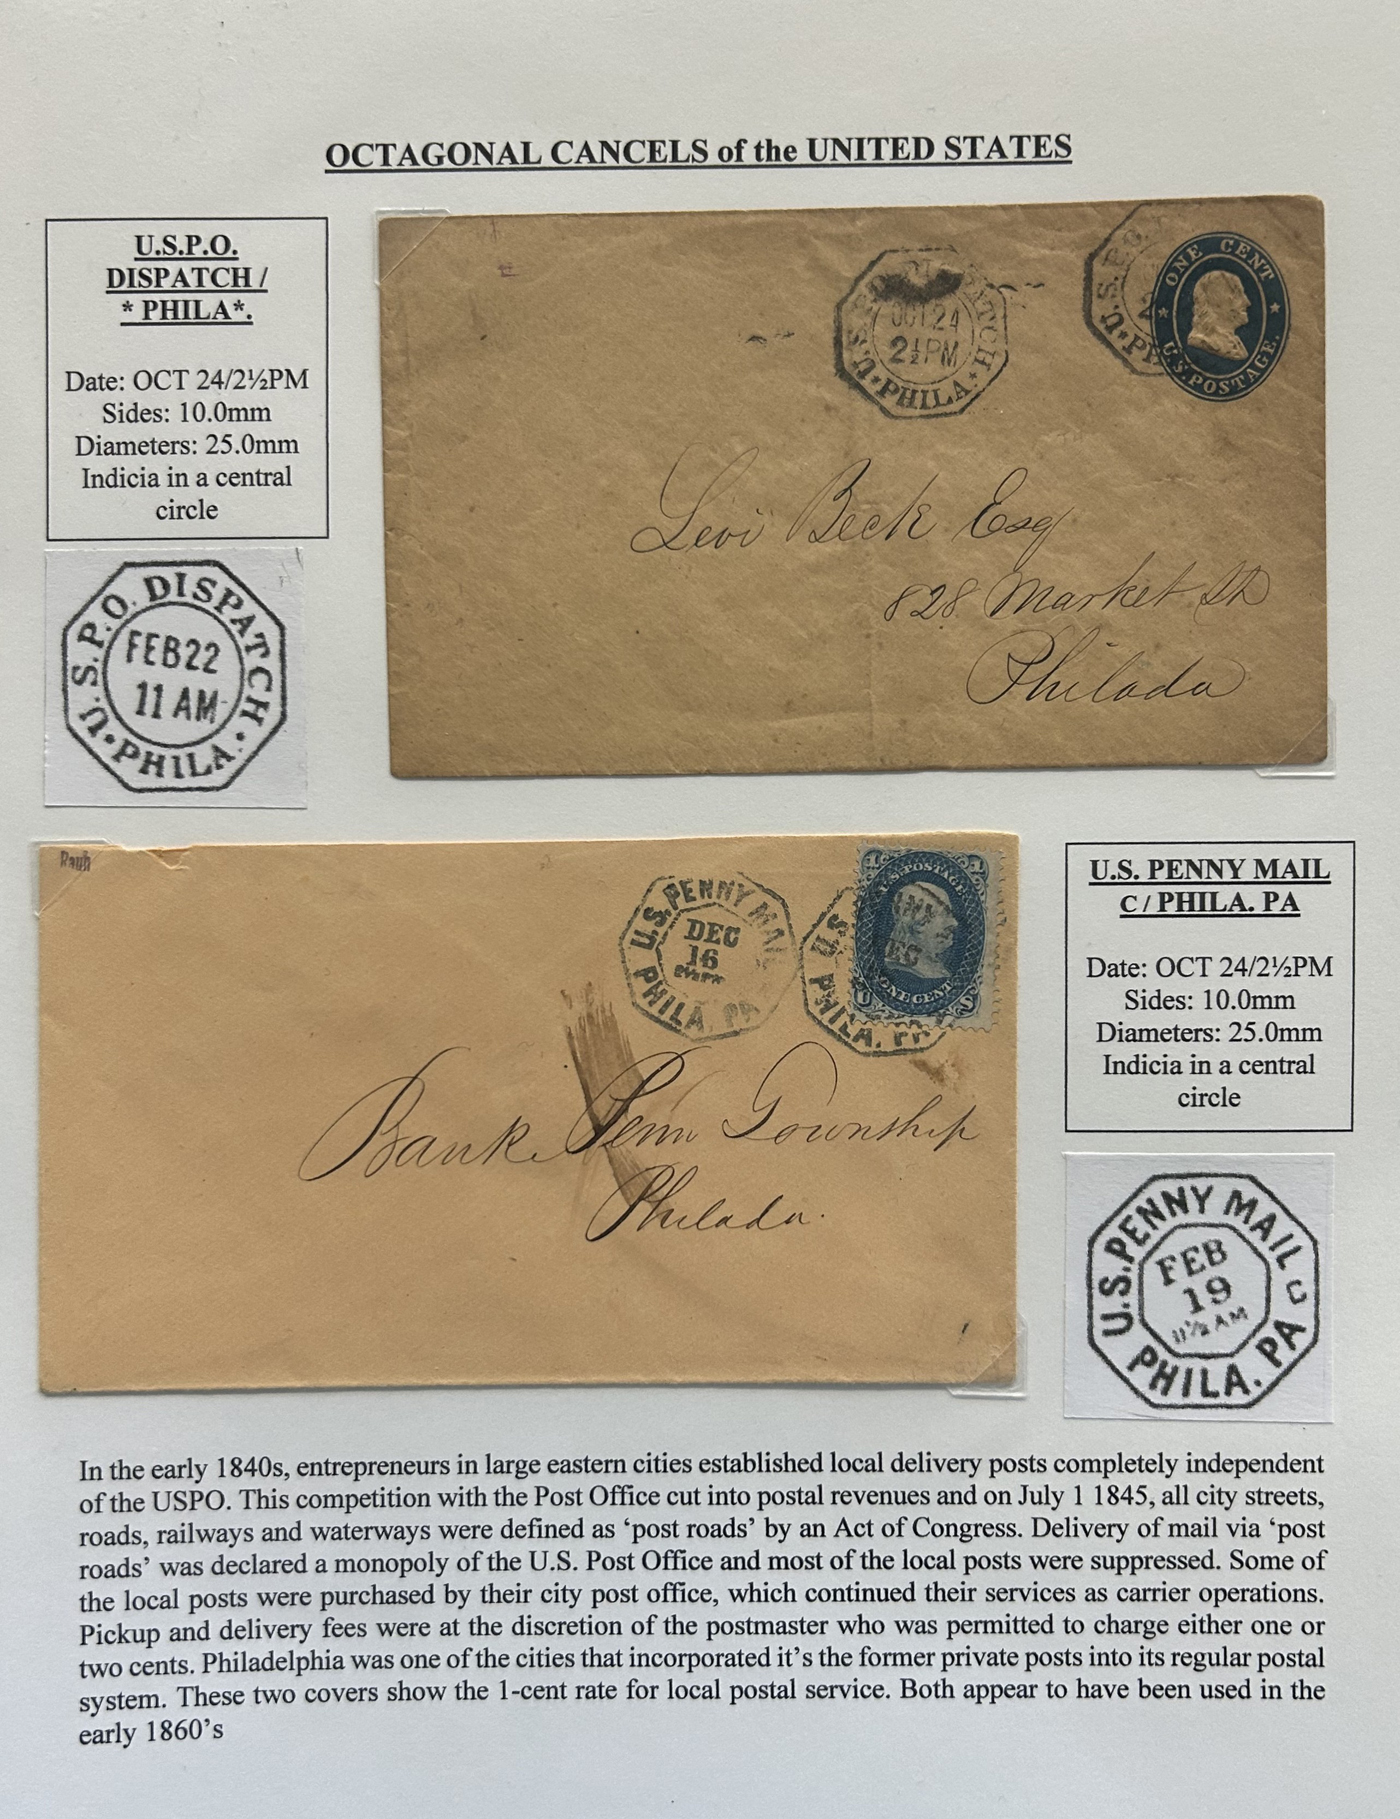 OCTAGONAL CANCELS of the UNITED STATES
U.S.P.O.
DISPATCH /
* PHILA*.
Date: OCT 24/2½PM
Sides: 10.0mm
Diameters: 25.0mm
Indicia in a central
circle
U.S.P.O. DISPATCH
FEB 22
11 AM
PHILA.
OCT 24
2½PM
PHILA.
U.S.P.O.
ONE CENT
U.S. POSTAGE.
Levi Beck Esq
828 Market St
Philada
Rauh
U.S. PENNY MAIL
DEC
16
PHILA. PA
U.S.
PHILA. PA
U.S. POSTAGE
ONE CENT
Bank Penn Township
Philada.
U.S. PENNY MAIL
C / PHILA. PA
Date: OCT 24/2½PM
Sides: 10.0mm
Diameters: 25.0mm
Indicia in a central
circle
U.S. PENNY MAIL C
FEB
19
11½ AM
PHILA. PA
In the early 1840s, entrepreneurs in large eastern cities established local delivery posts completely independent
of the USPO. This competition with the Post Office cut into postal revenues and on July 1 1845, all city streets,
roads, railways and waterways were defined as ‘post roads’ by an Act of Congress. Delivery of mail via ‘post
roads’ was declared a monopoly of the U.S. Post Office and most of the local posts were suppressed. Some of
the local posts were purchased by their city post office, which continued their services as carrier operations.
Pickup and delivery fees were at the discretion of the postmaster who was permitted to charge either one or
two cents. Philadelphia was one of the cities that incorporated it’s the former private posts into its regular postal
system. These two covers show the 1-cent rate for local postal service. Both appear to have been used in the
early 1860’s